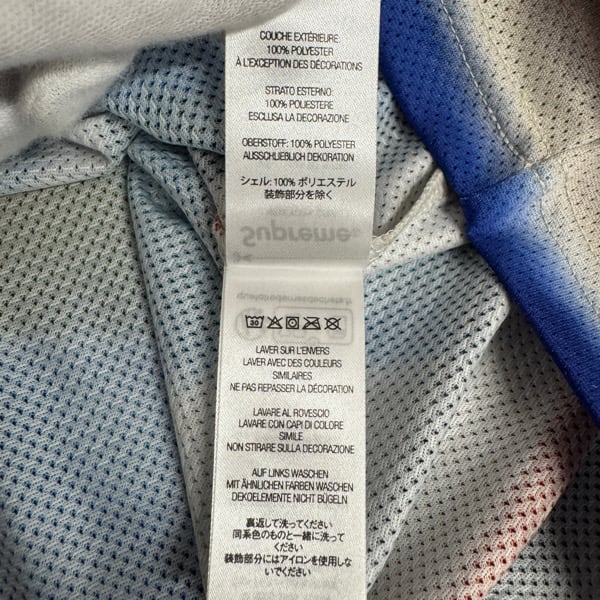 COUCHE EXTÉRIEURE
100% POLYESTER
À L'EXCEPTION DES DÉCORATIONS
STRATO ESTERNO:
100% POLIESTERE
ESCLUSA LA DECORAZIONE
OBERSTOFF: 100% POLYESTER
AUSSCHLIEBLICH DEKORATION
シェル: 100% ポリエステル
装飾部分を除く
Supreme®
quefairedemesdechets.fr
30
LAVER SUR L'ENVERS
LAVER AVEC DES COULEURS
SIMILAIRES
NE PAS REPASSER LA DÉCORATION
LAVARE AL ROVESCIO
LAVARE CON CAPI DI COLORE
SIMILE
NON STIRARE SULLA DECORAZIONE
AUF LINKS WASCHEN
MIT ÄHNLICHEN FARBEN WASCHEN
DEKOELEMENTE NICHT BÜGELN
裏返して洗ってください
同系色のものと一緒に洗って
ください
装飾部分にはアイロンを使用しな
いでください